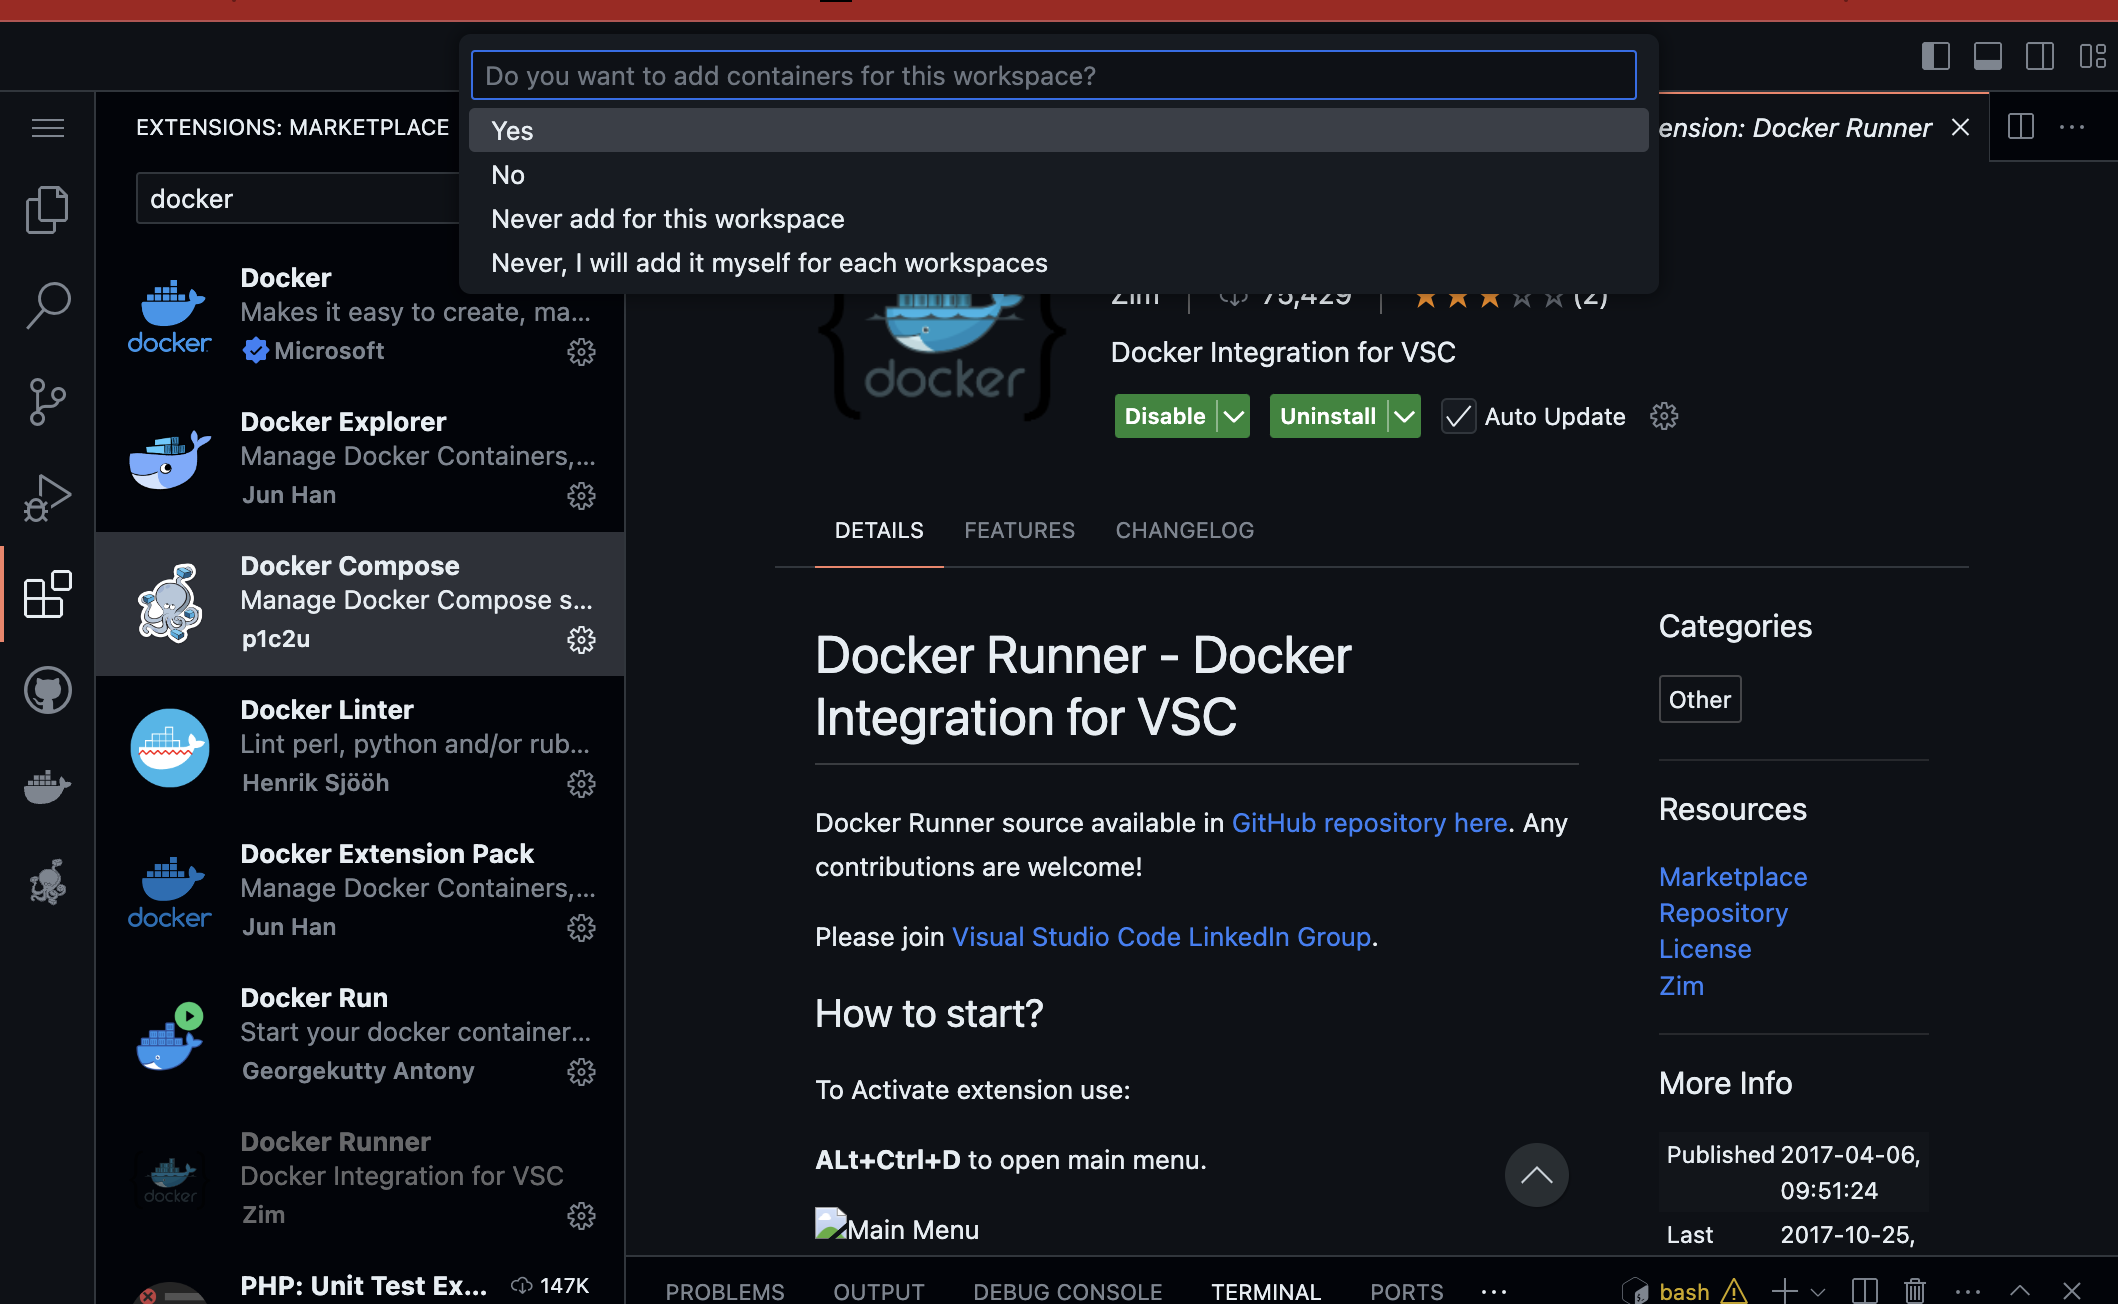 Do you want to add containers for this workspace?
Yes
No
Never add for this workspace
Never, I will add it myself for each workspaces
EXTENSIONS: MARKETPLACE
docker
Docker
Makes it easy to create, ma...
Microsoft
docker
Docker Explorer
Manage Docker Containers,...
Jun Han
Docker Compose
Manage Docker Compose s...
p1c2u
Docker Linter
Lint perl, python and/or rub...
Henrik Sjööh
Docker Extension Pack
Manage Docker Containers,...
Jun Han
docker
Docker Run
Start your docker container...
Georgekutty Antony
Docker Runner
Docker Integration for VSC
Zim
docker
PHP: Unit Test Ex... 147K
ension: Docker Runner
Zim | 75,429 | (2)
docker
Docker Integration for VSC
Disable Uninstall Auto Update
DETAILS FEATURES CHANGELOG
Docker Runner - Docker
Integration for VSC
Docker Runner source available in GitHub repository here. Any
contributions are welcome!
Please join Visual Studio Code LinkedIn Group.
How to start?
To Activate extension use:
ALt+Ctrl+D to open main menu.
Main Menu
Categories
Other
Resources
Marketplace
Repository
License
Zim
More Info
Published 2017-04-06,
09:51:24
Last 2017-10-25,
PROBLEMS OUTPUT DEBUG CONSOLE TERMINAL PORTS ... bash